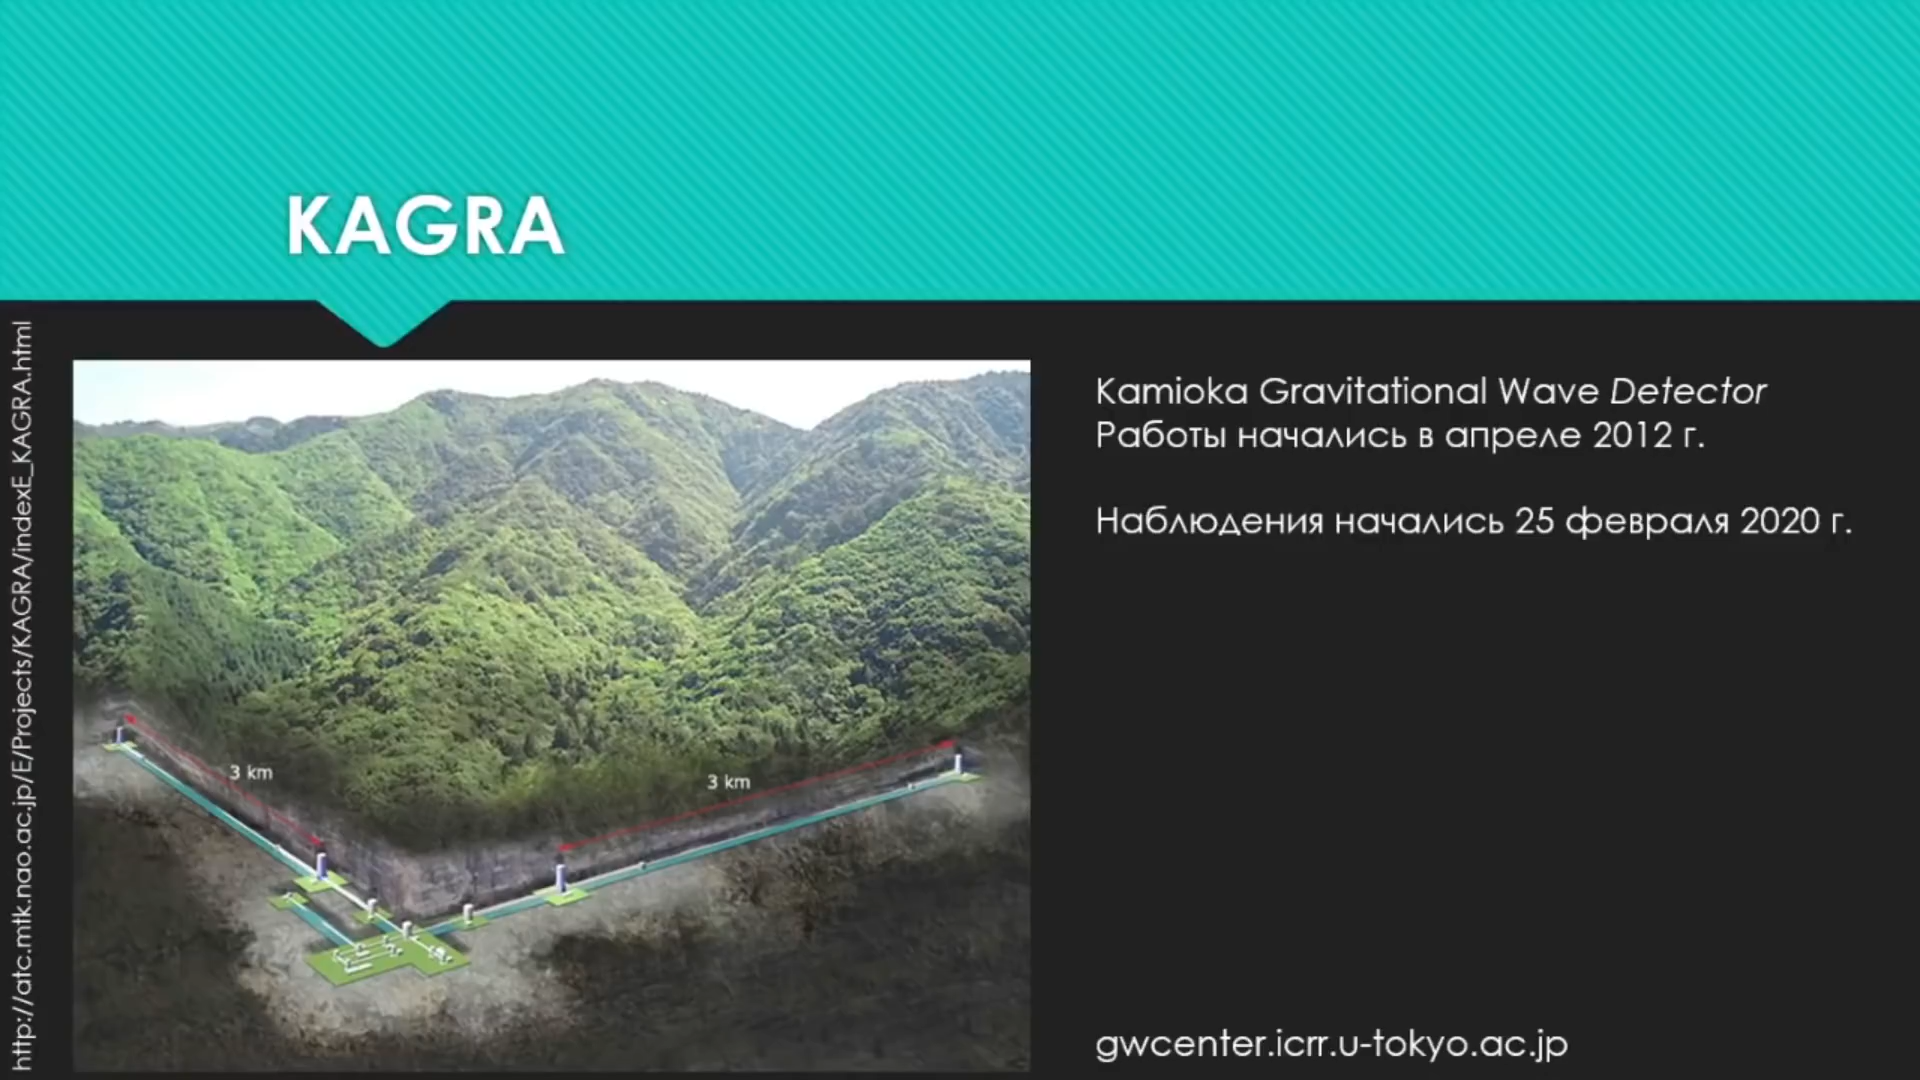 KAGRA
http://atc.mtk.nao.ac.jp/E/Projects/KAGRA/indexE_KAGRA.html
3 km
3 km
Kamioka Gravitational Wave Detector
Работы начались в апреле 2012 г.
Наблюдения начались 25 февраля 2020 г.
gwcenter.icrr.u-tokyo.ac.jp